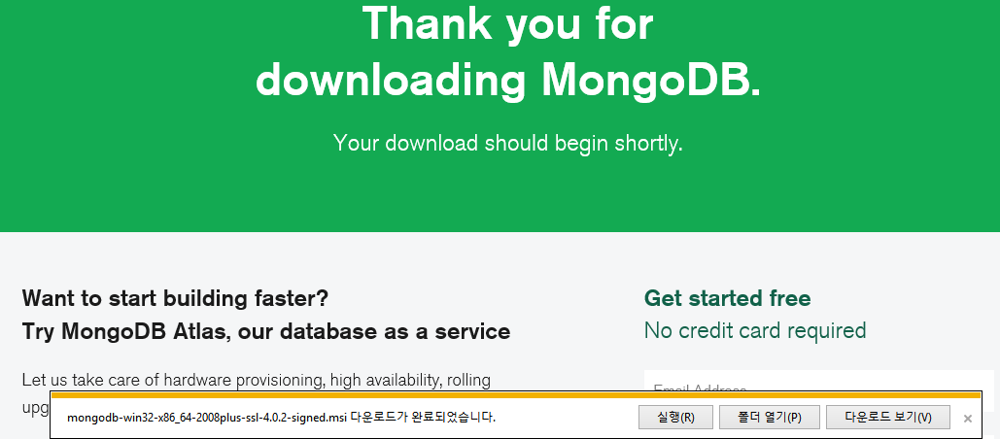 Thank you for
downloading MongoDB.
Your download should begin shortly.
Want to start building faster?
Try MongoDB Atlas, our database as a service
Let us take care of hardware provisioning, high availability, rolling
Get started free
No credit card required
Email Address
mongodb-win32-x86_64-2008plus-ssl-4.0.2-signed.msi 다운로드가 완료되었습니다.
실행(R)
폴더 열기(P)
다운로드 보기(V)
×